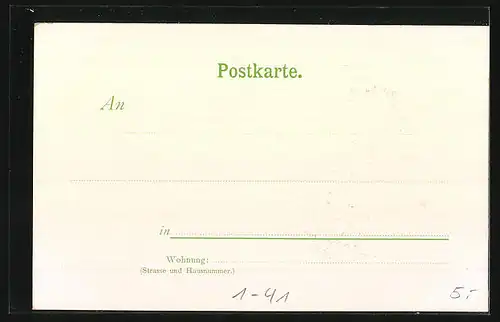 Postkarte.
An
in
Wohnung:
(Strasse und Hausnummer.)
1-41
5.-